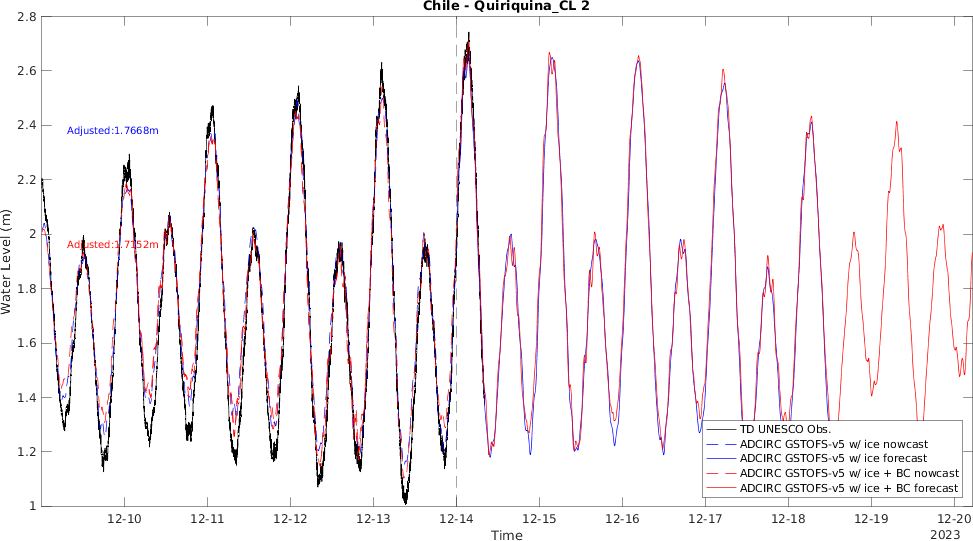 Chile - Quiriquina_CL 2
2.8
2.6
2.4
2.2
2
1.8
1.6
1.4
1.2
1
Water Level (m)
Adjusted:1.7668m
Adjusted:1.7152m
TD UNESCO Obs.
ADCIRC GSTOFS-v5 w/ ice nowcast
ADCIRC GSTOFS-v5 w/ ice forecast
ADCIRC GSTOFS-v5 w/ ice + BC nowcast
ADCIRC GSTOFS-v5 w/ ice + BC forecast
12-10 12-11 12-12 12-13 12-14 12-15 12-16 12-17 12-18 12-19 12-20
Time
2023